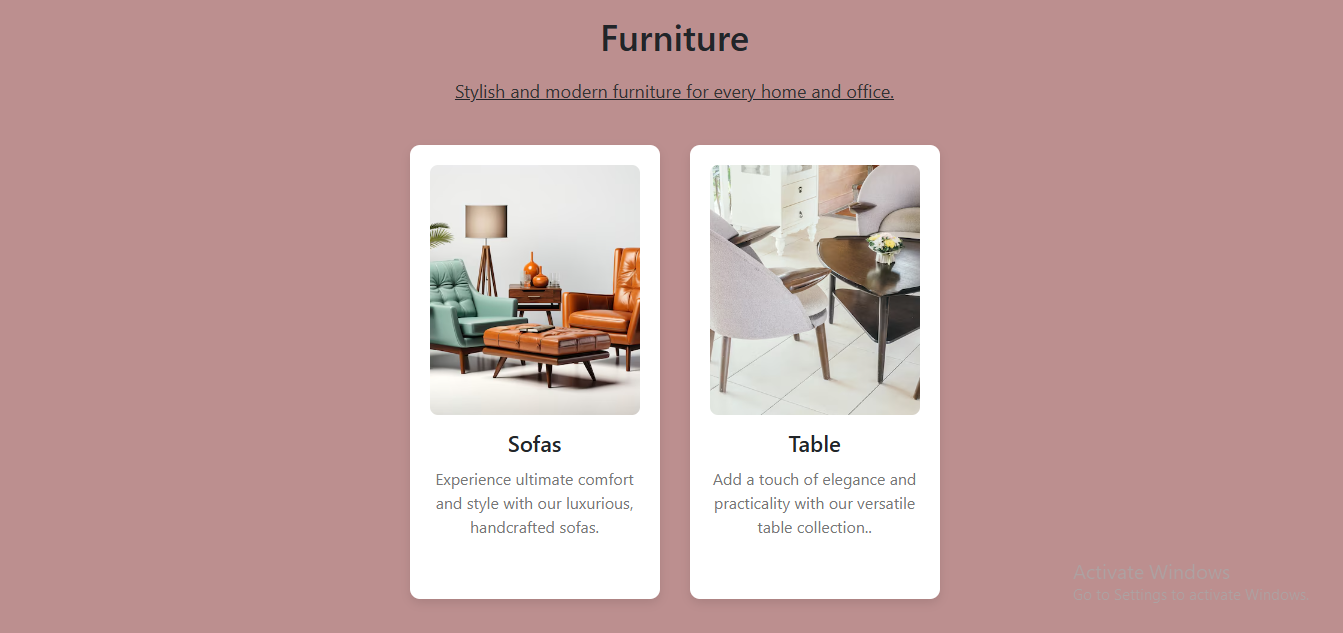 Furniture
Stylish and modern furniture for every home and office.
Sofas
Experience ultimate comfort
and style with our luxurious,
handcrafted sofas.
Table
Add a touch of elegance and
practicality with our versatile
table collection..
Activate Windows
Go to Settings to activate Windows.